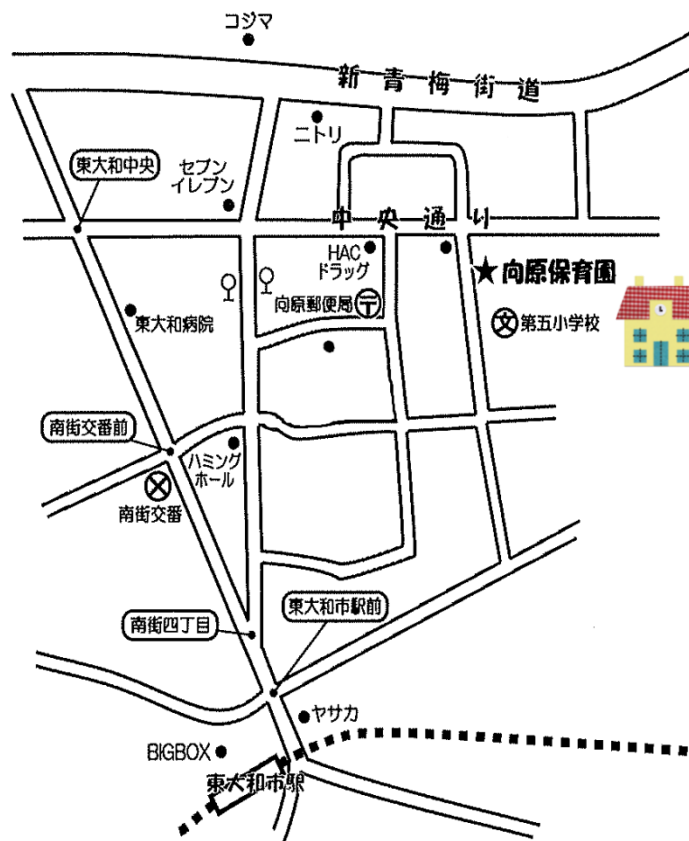 コジマ
新青梅街道
ニトリ
東大和中央
セブン
イレブン
中央通り
HAC
ドラッグ
★向原保育園
向原郵便局〒
文 第五小学校
東大和病院
南街交番前
ハミング
ホール
南街交番
東大和市駅前
南街四丁目
ヤサカ
BIGBOX
東大和市駅